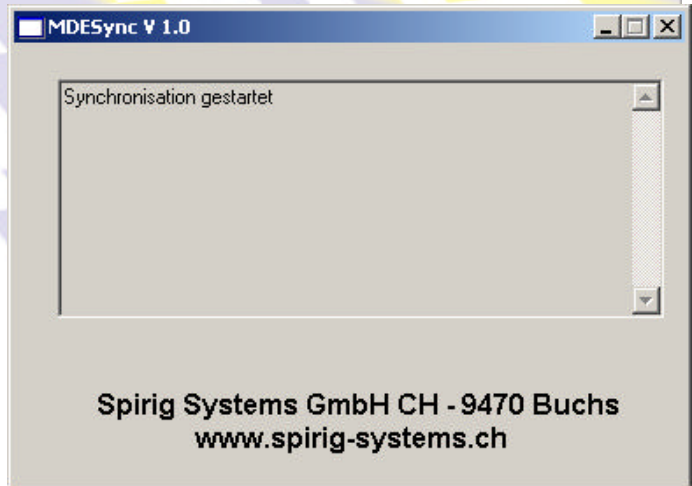 MDESync V 1.0
Synchronisation gestartet
Spirig Systems GmbH CH - 9470 Buchs
www.spirig-systems.ch